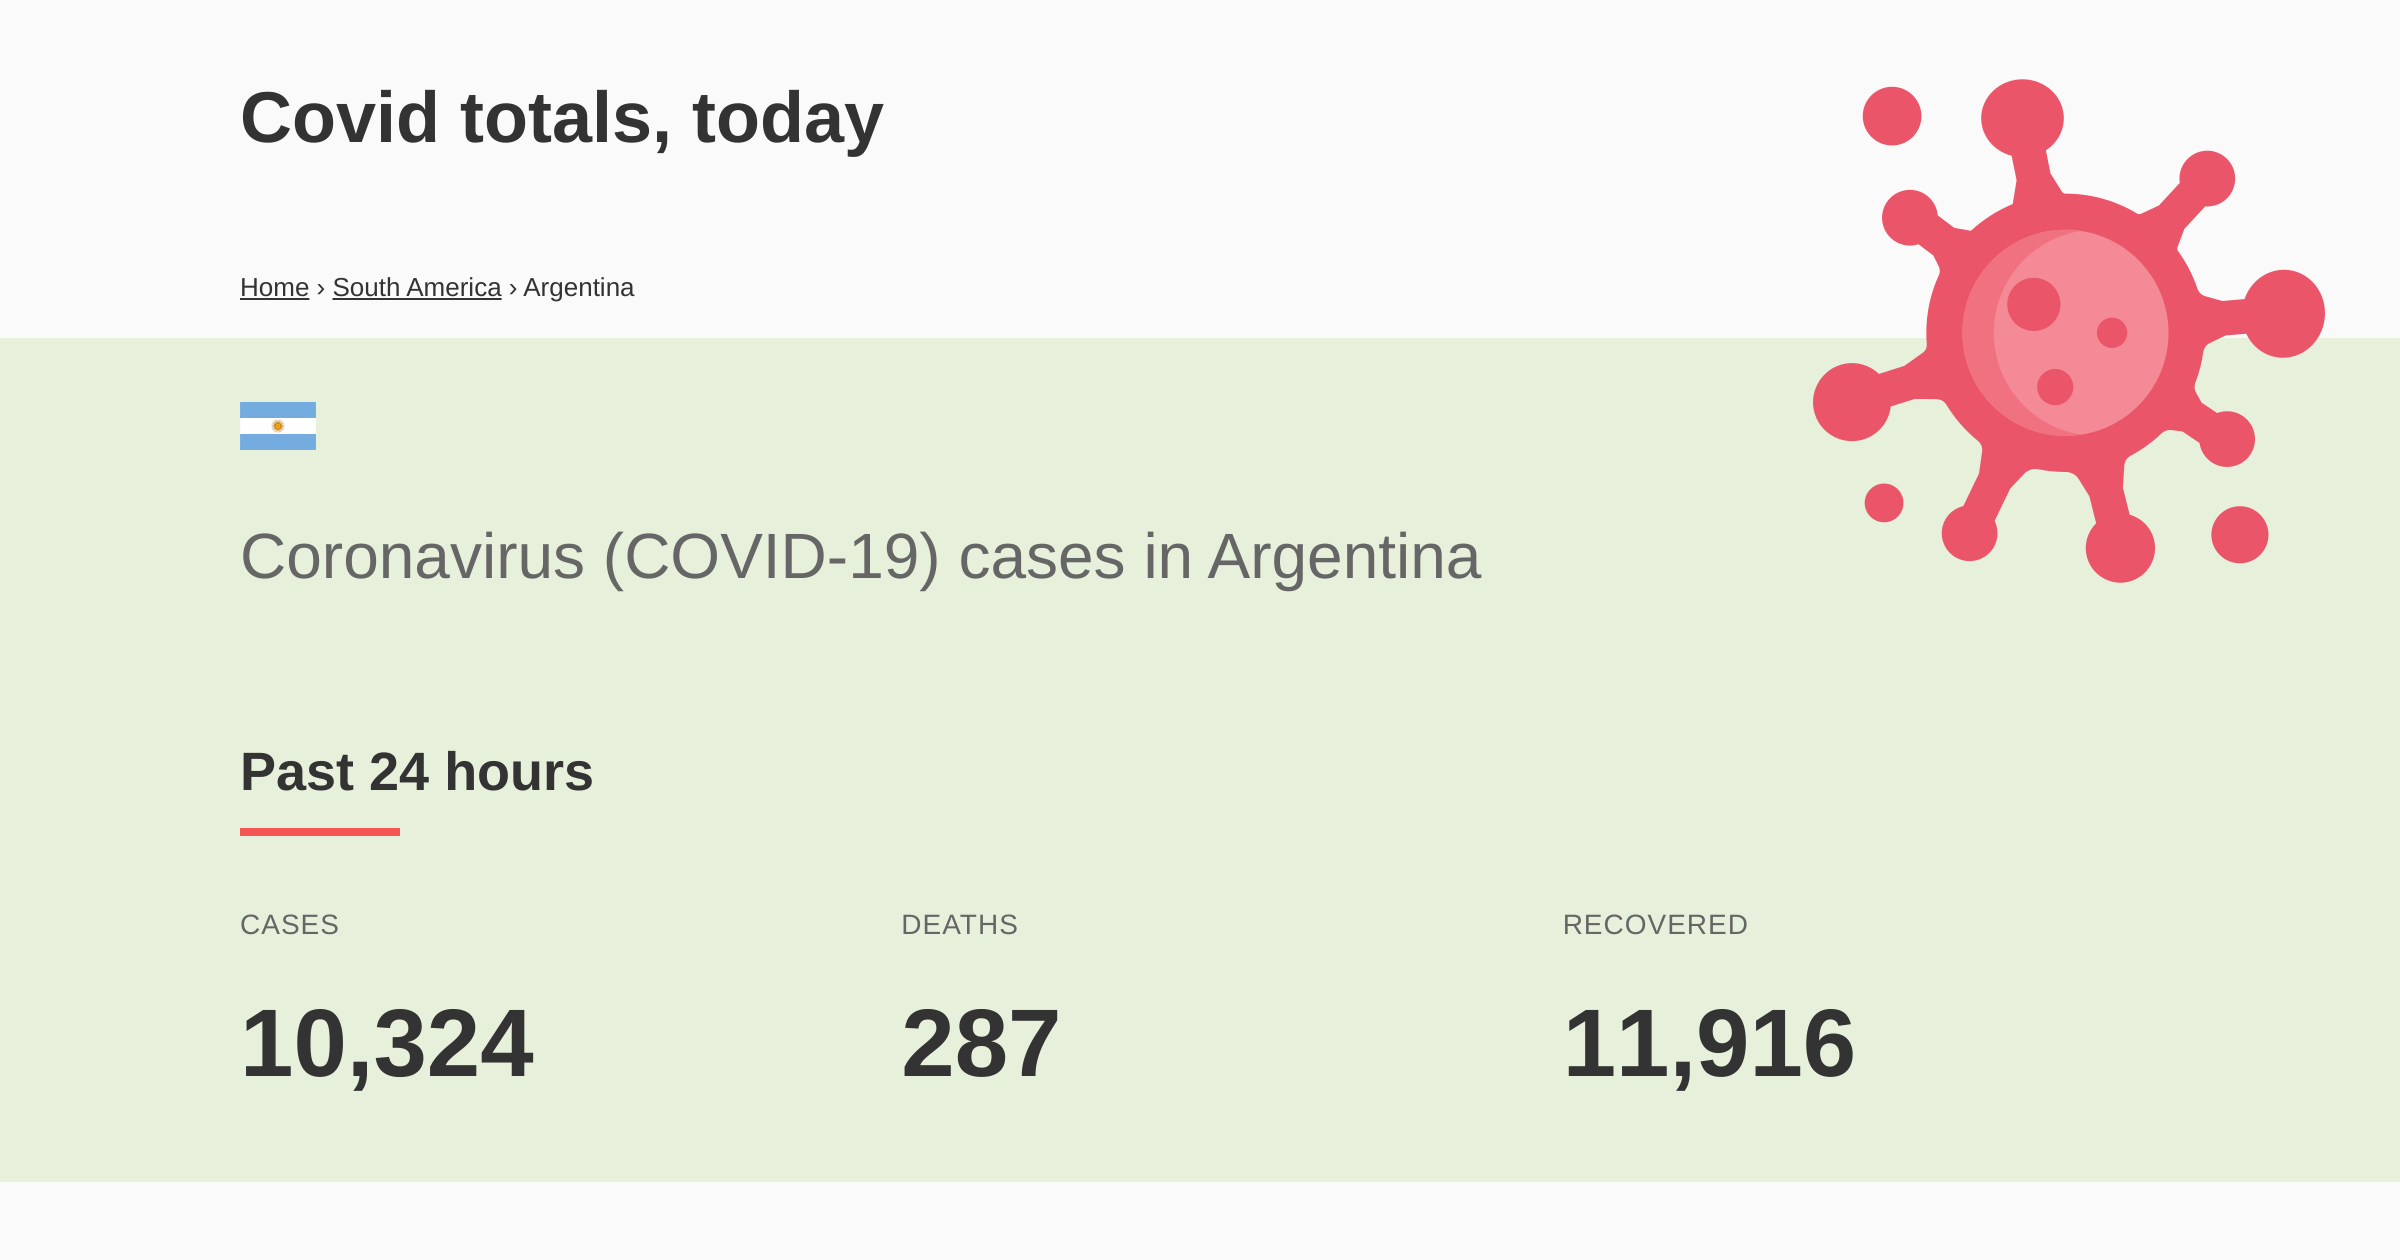 Covid totals, today
Home › South America › Argentina
Coronavirus (COVID-19) cases in Argentina
Past 24 hours
CASES DEATHS RECOVERED
10,324 287 11,916